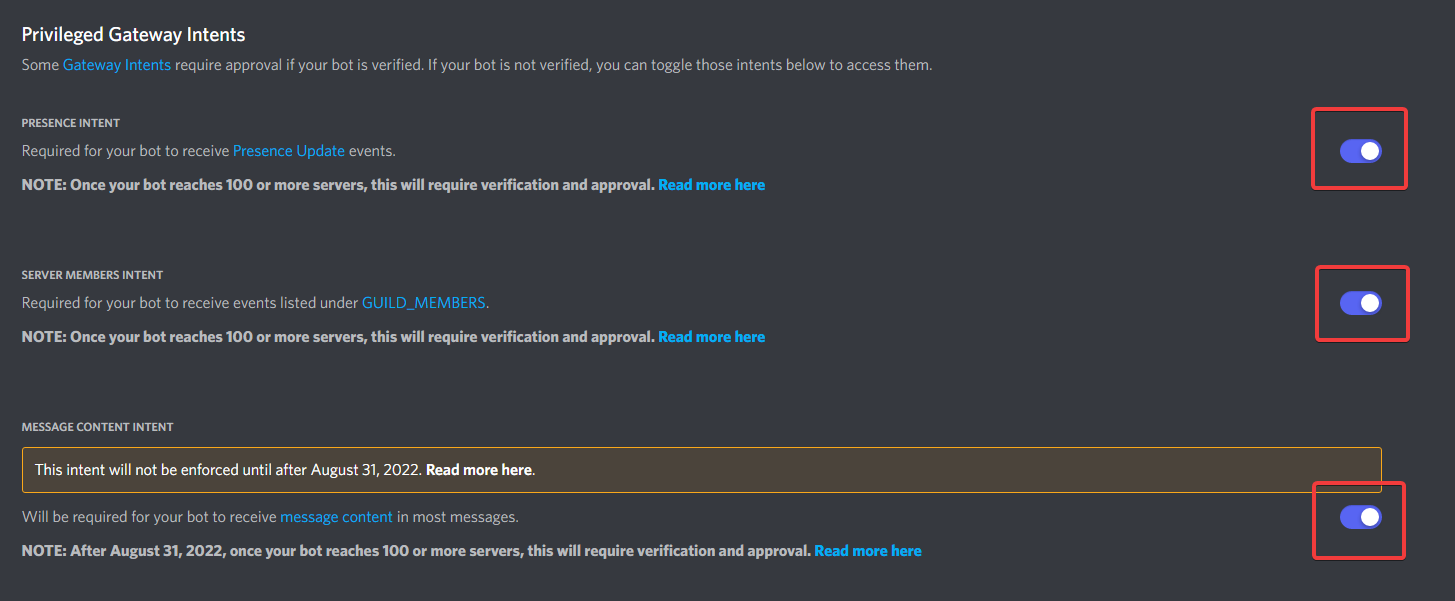 Privileged Gateway Intents
Some Gateway Intents require approval if your bot is verified. If your bot is not verified, you can toggle those intents below to access them.
PRESENCE INTENT
Required for your bot to receive Presence Update events.
NOTE: Once your bot reaches 100 or more servers, this will require verification and approval. Read more here
SERVER MEMBERS INTENT
Required for your bot to receive events listed under GUILD_MEMBERS.
NOTE: Once your bot reaches 100 or more servers, this will require verification and approval. Read more here
MESSAGE CONTENT INTENT
This intent will not be enforced until after August 31, 2022. Read more here.
Will be required for your bot to receive message content in most messages.
NOTE: After August 31, 2022, once your bot reaches 100 or more servers, this will require verification and approval. Read more here